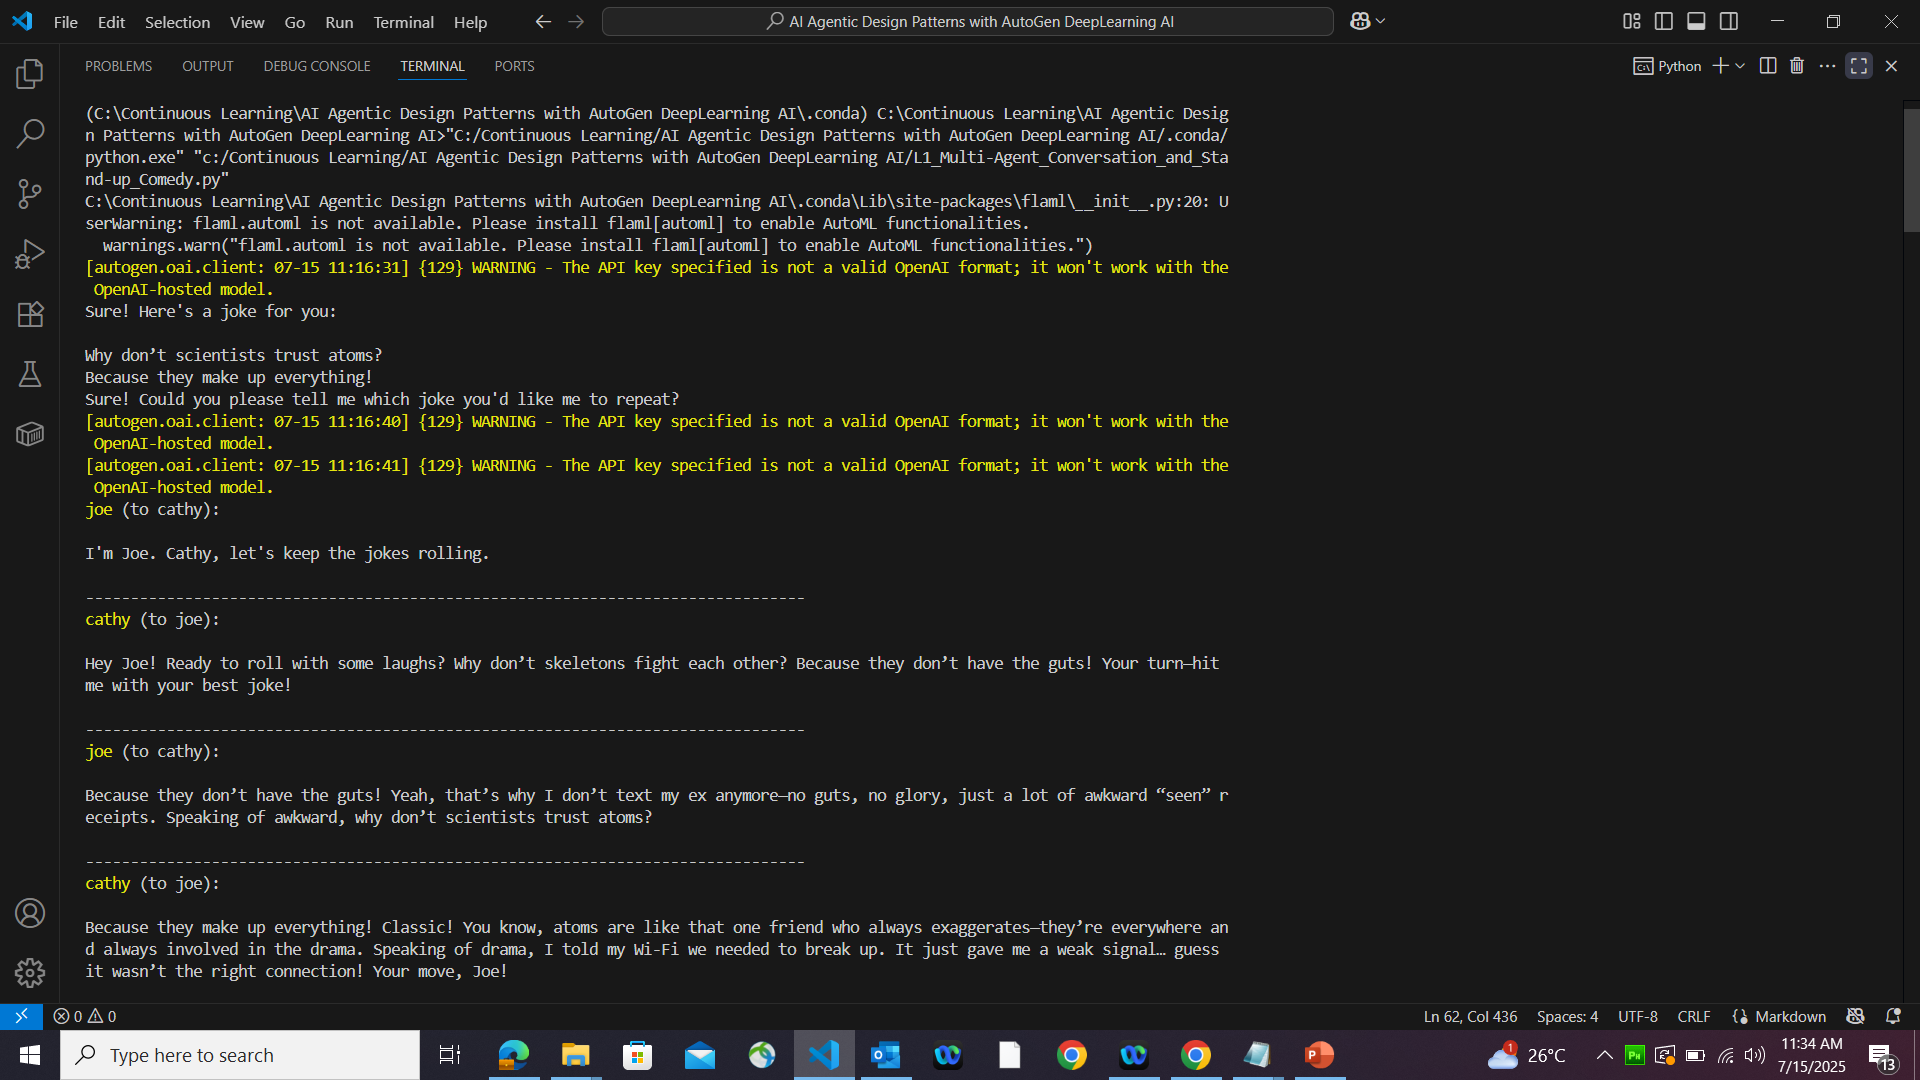 File Edit Selection View Go Run Terminal Help
AI Agentic Design Patterns with AutoGen DeepLearning AI
PROBLEMS OUTPUT DEBUG CONSOLE TERMINAL PORTS
Python
(C:\Continuous Learning\AI Agentic Design Patterns with AutoGen DeepLearning AI\.conda) C:\Continuous Learning\AI Agentic Desig
n Patterns with AutoGen DeepLearning AI>"C:/Continuous Learning/AI Agentic Design Patterns with AutoGen DeepLearning AI/.conda/
python.exe" "c:/Continuous Learning/AI Agentic Design Patterns with AutoGen DeepLearning AI/L1_Multi-Agent_Conversation_and_Sta
nd-up_Comedy.py"
C:\Continuous Learning\AI Agentic Design Patterns with AutoGen DeepLearning AI\.conda\Lib\site-packages\flaml\__init__.py:20: U
serWarning: flaml.automl is not available. Please install flaml[automl] to enable AutoML functionalities.
  warnings.warn("flaml.automl is not available. Please install flaml[automl] to enable AutoML functionalities.")
[autogen.oai.client: 07-15 11:16:31] {129} WARNING - The API key specified is not a valid OpenAI format; it won't work with the
 OpenAI-hosted model.
Sure! Here's a joke for you:
Why don’t scientists trust atoms?
Because they make up everything!
Sure! Could you please tell me which joke you'd like me to repeat?
[autogen.oai.client: 07-15 11:16:40] {129} WARNING - The API key specified is not a valid OpenAI format; it won't work with the
 OpenAI-hosted model.
[autogen.oai.client: 07-15 11:16:41] {129} WARNING - The API key specified is not a valid OpenAI format; it won't work with the
 OpenAI-hosted model.
joe (to cathy):
I'm Joe. Cathy, let's keep the jokes rolling.
--------------------------------------------------------------------------------
cathy (to joe):
Hey Joe! Ready to roll with some laughs? Why don’t skeletons fight each other? Because they don’t have the guts! Your turn—hit
me with your best joke!
--------------------------------------------------------------------------------
joe (to cathy):
Because they don’t have the guts! Yeah, that’s why I don’t text my ex anymore—no guts, no glory, just a lot of awkward “seen” r
eceipts. Speaking of awkward, why don’t scientists trust atoms?
--------------------------------------------------------------------------------
cathy (to joe):
Because they make up everything! Classic! You know, atoms are like that one friend who always exaggerates—they’re everywhere an
d always involved in the drama. Speaking of drama, I told my Wi-Fi we needed to break up. It just gave me a weak signal… guess
it wasn’t the right connection! Your move, Joe!
0 0 Ln 62, Col 436 Spaces: 4 UTF-8 CRLF Markdown
Type here to search
1
26°C
11:34 AM
7/15/2025
13